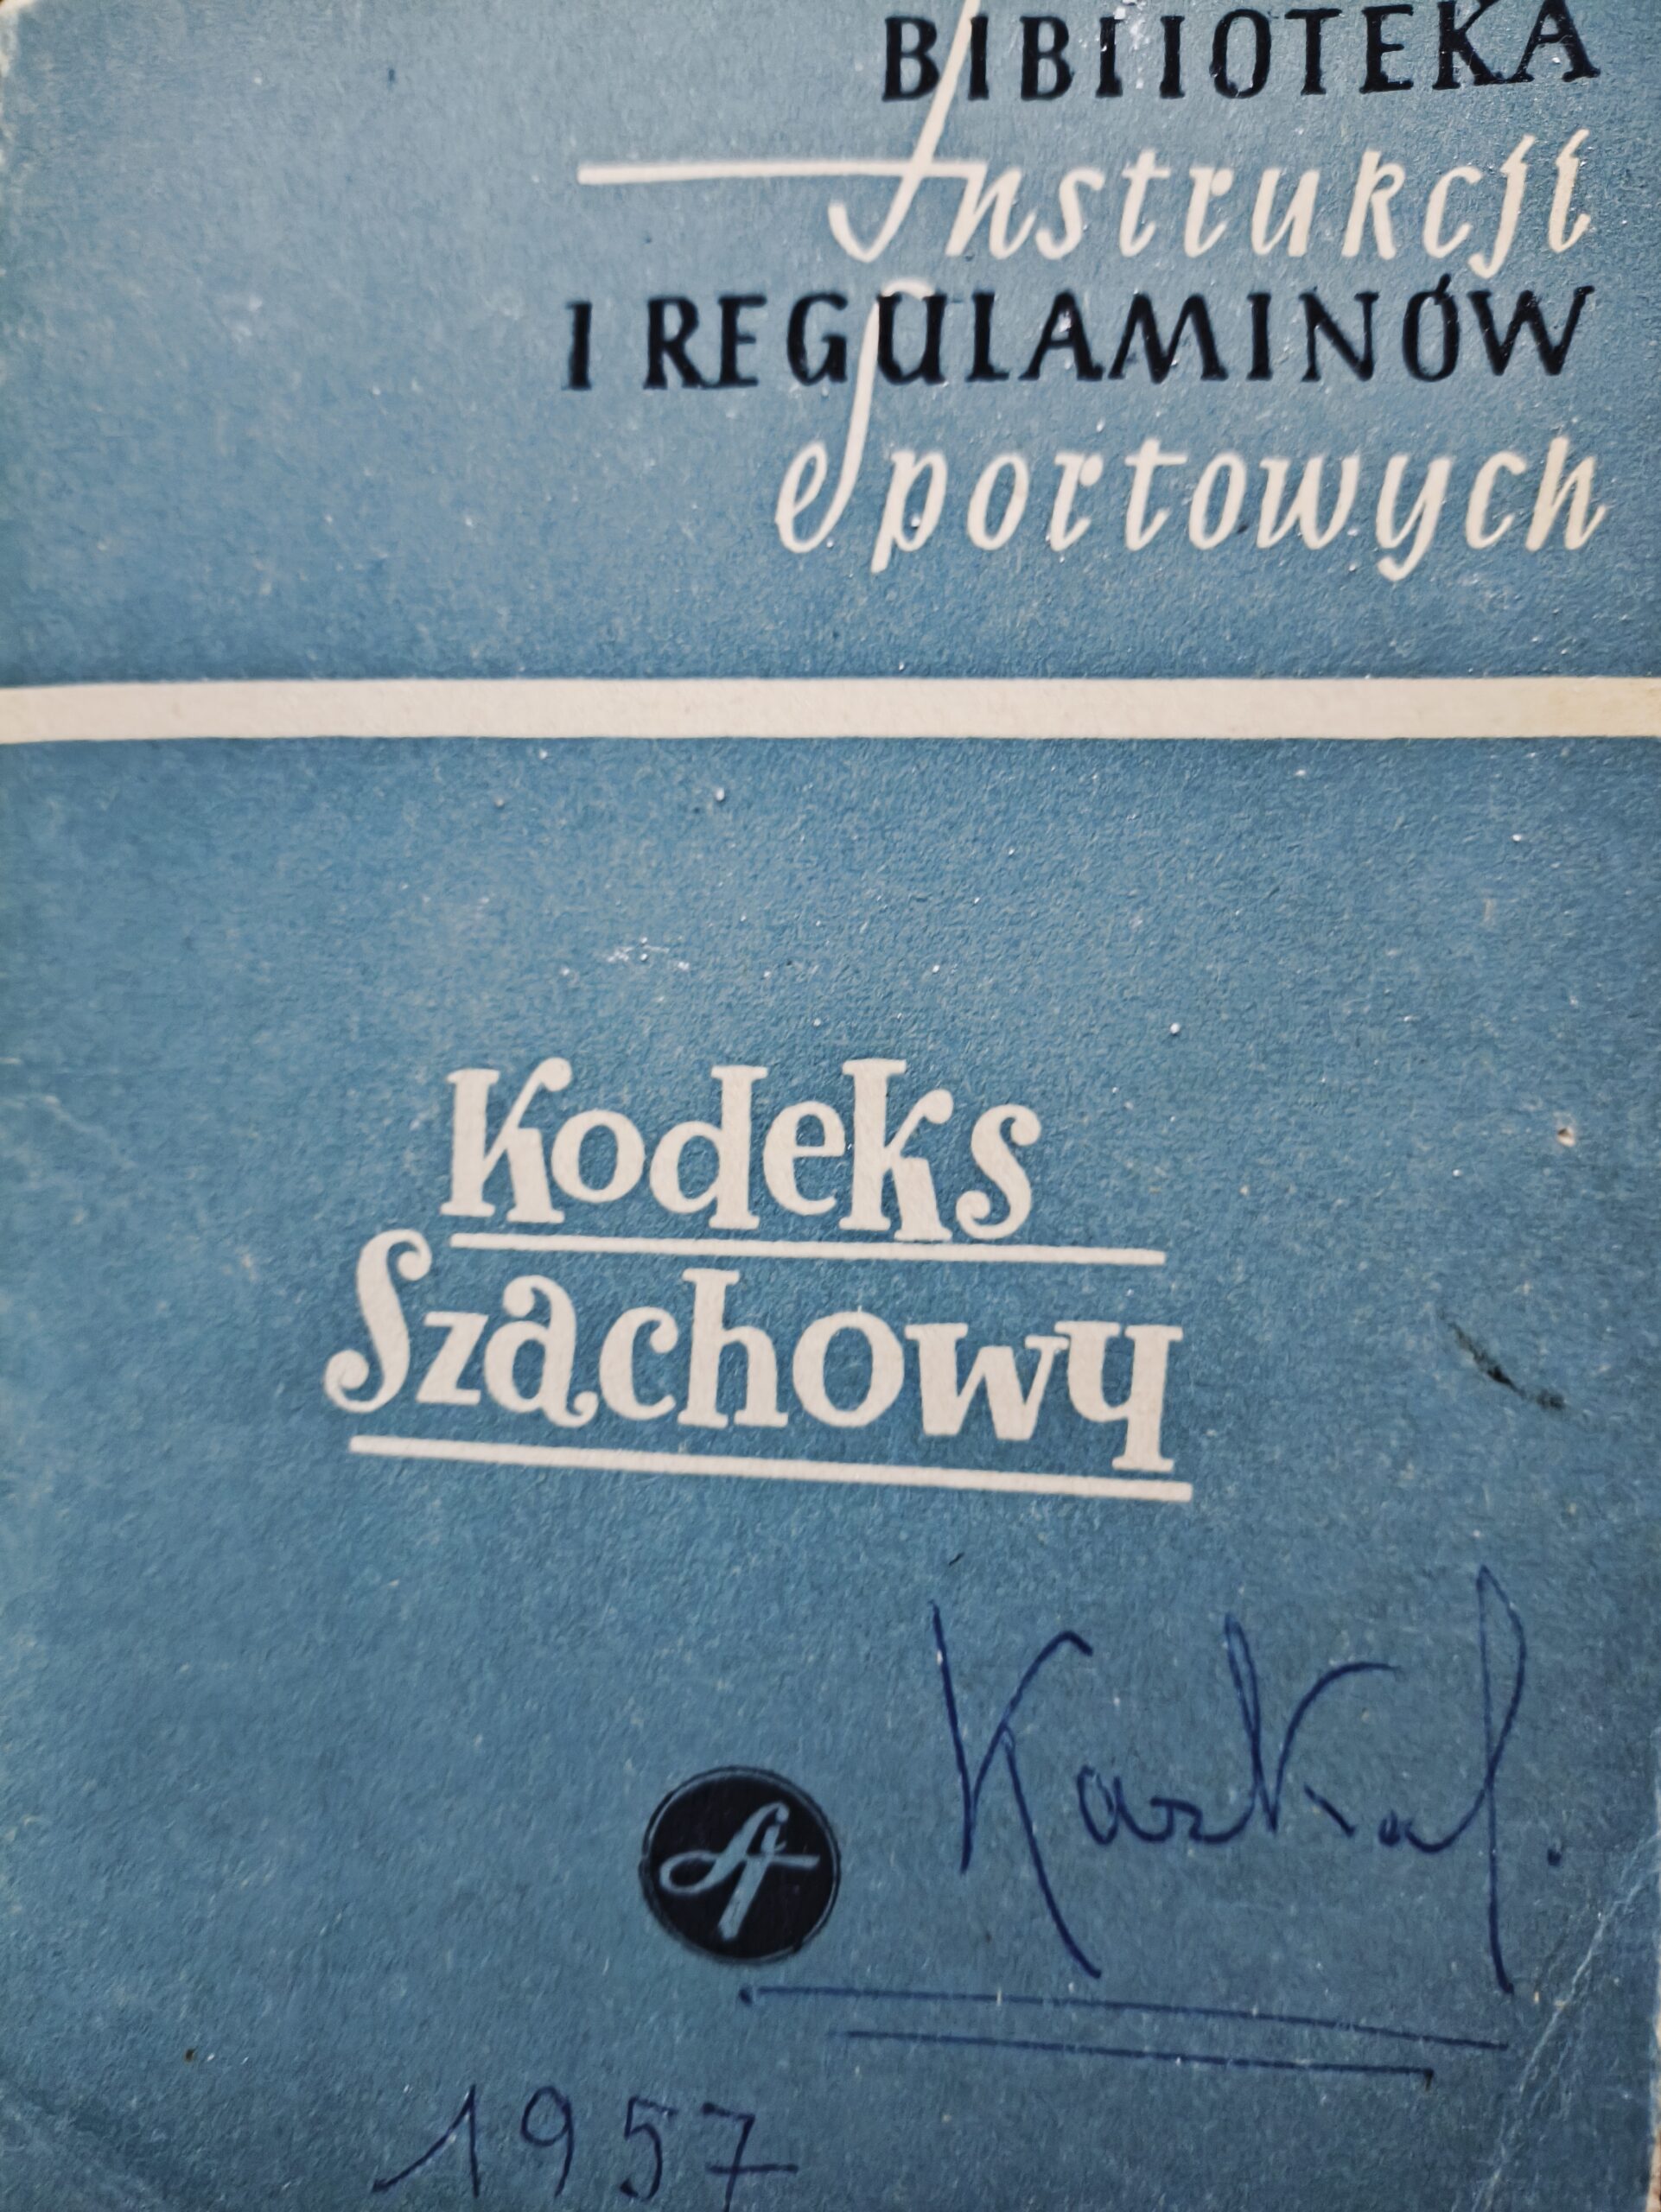 BIBLIOTEKA
Instrukcji
I REGULAMINÓW
Sportowych
Kodeks
Szachowy
1957